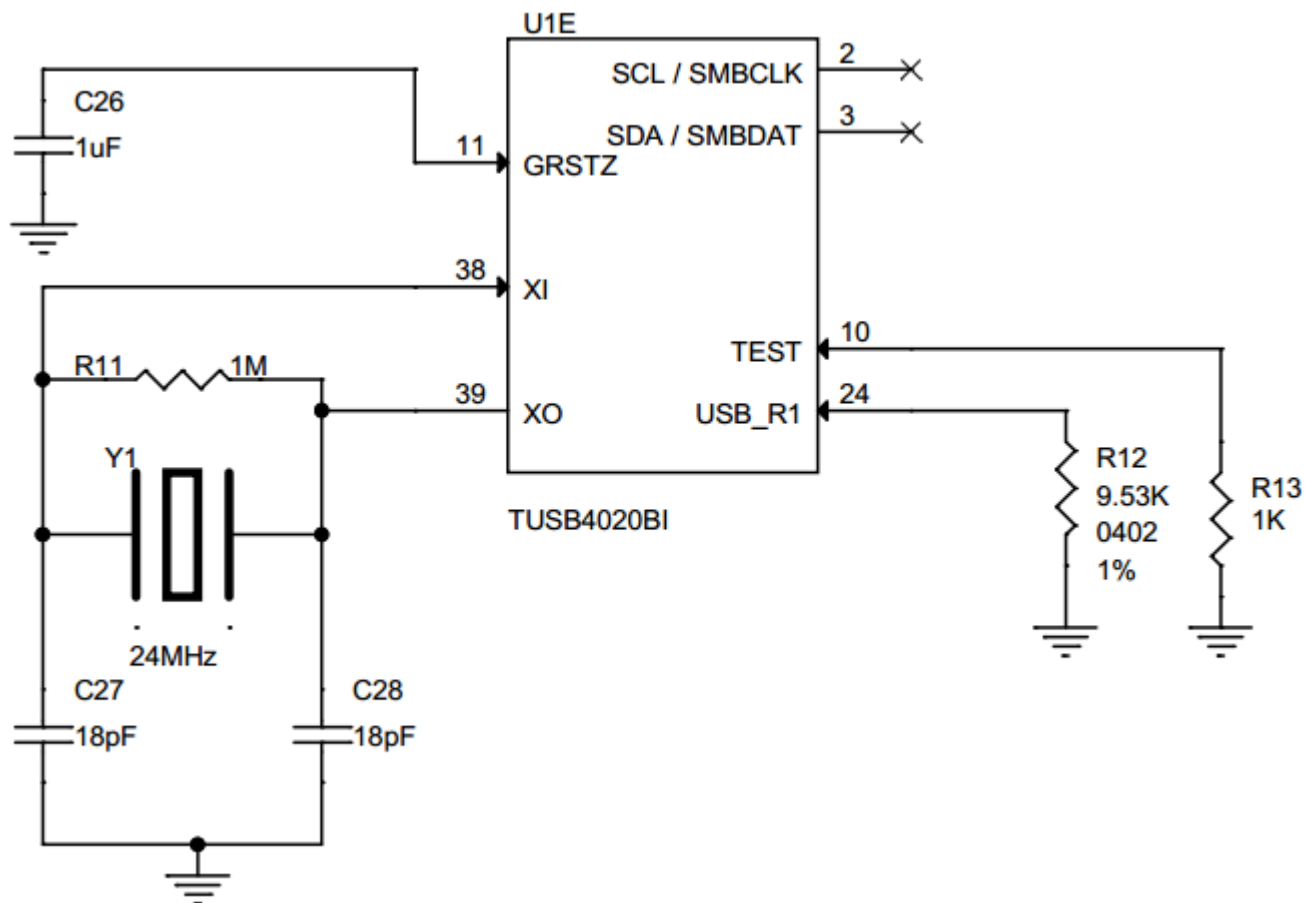 U1E
SCL / SMBCLK
2
C26
1uF
SDA / SMBDAT
3
11
GRSTZ
38
XI
TEST
10
R11
1M
39
XO
USB_R1
24
Y1
R12
9.53K
0402
1%
R13
1K
TUSB4020BI
24MHz
C27
18pF
C28
18pF